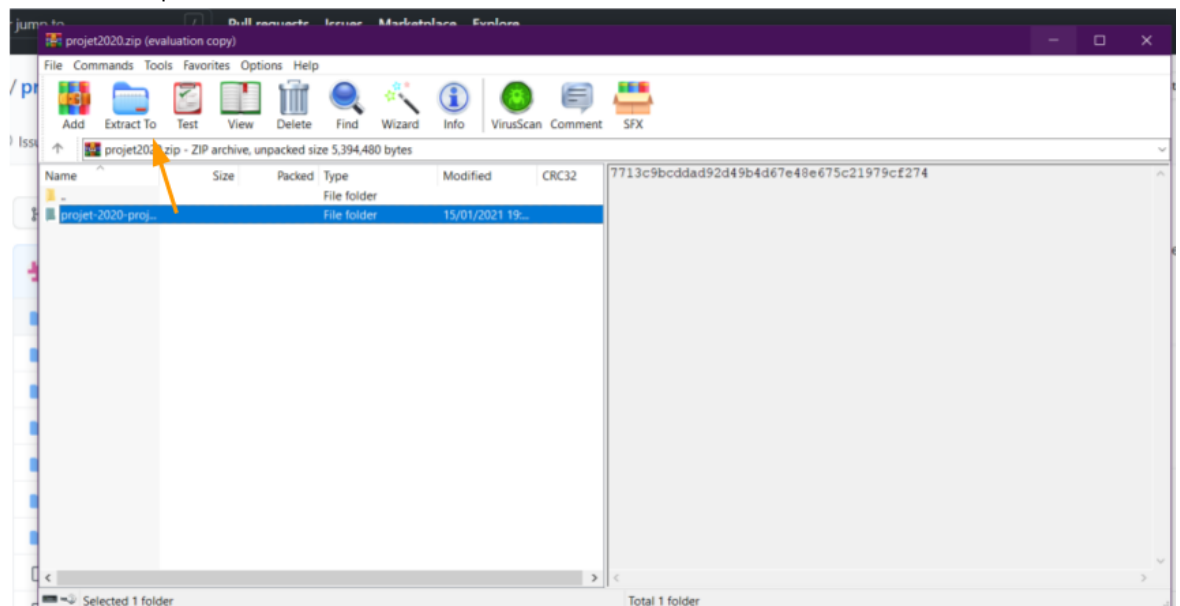 jump to / Pull requests Issues Marketplace Explore
projet2020.zip (evaluation copy)
File Commands Tools Favorites Options Help
/ pr
Add Extract To Test View Delete Find Wizard Info VirusScan Comment SFX
Issu
projet2020.zip - ZIP archive, unpacked size 5,394,480 bytes
Name Size Packed Type Modified CRC32
7713c9bcddad92d49b4d67e48e675c21979cf274
.. File folder
projet-2020-proj... File folder 15/01/2021 19:...
Selected 1 folder
Total 1 folder